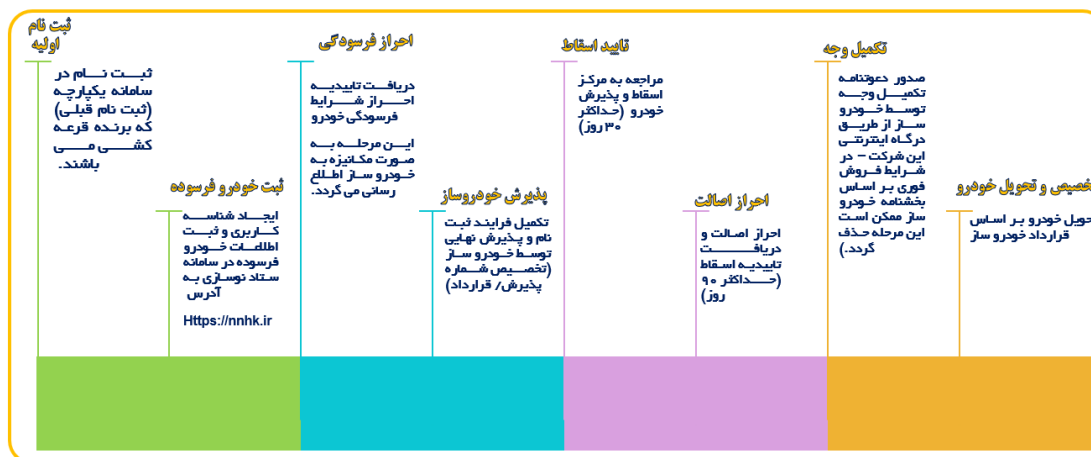 ثبت نام
اولیه
ثبت نام در
سامانه یکپارچه
(ثبت نام قبلی)
که برنده قرعه
کشی می
باشند.
ثبت خودرو فرسوده
ایجاد شناسه
کاربری و ثبت
اطلاعات خودرو
فرسوده در سامانه
ستاد نوسازی به
آدرس
Https://nnhk.ir
احراز فرسودگی
دریافت تاییدیه
احراز شرایط
فرسودگی خودرو
این مرحله به
صورت مکانیزه به
خودرو ساز اطلاع
رسانی می گردد.
پذیرش خودروساز
تکمیل فرایند ثبت
نام و پذیرش نهایی
توسط خودرو ساز
(تخصیص شماره
پذیرش/ قرارداد)
تایید اسقاط
مراجعه به مرکز
اسقاط و پذیرش
خودرو (حداکثر
۳۰ روز)
احراز اصالت
احراز اصالت و
دریافت
تاییدیه اسقاط
(حداکثر ۹۰
روز)
تکمیل وجه
صدور دعوتنامه
تکمیل وجه
توسط خودرو
ساز از طریق
درگاه اینترنتی
این شرکت – در
شرایط فروش
فوری بر اساس
بخشنامه خودرو
ساز ممکن است
این مرحله حذف
گردد.)
خصیص و تحویل خودرو
حویل خودرو بر اساس
قرارداد خودرو ساز